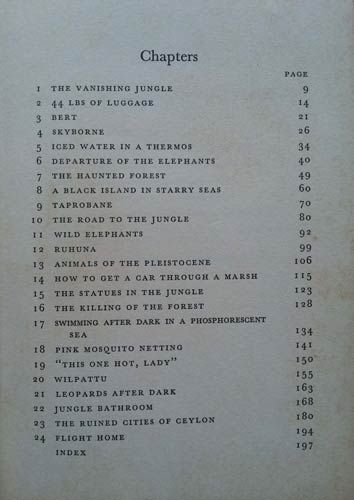 Chapters
PAGE
1 THE VANISHING JUNGLE 9
2 44 LBS OF LUGGAGE 14
3 BERT 21
4 SKYBORNE 26
5 ICED WATER IN A THERMOS 34
6 DEPARTURE OF THE ELEPHANTS 40
7 THE HAUNTED FOREST 49
8 A BLACK ISLAND IN STARRY SEAS 60
9 TAPROBANE 70
10 THE ROAD TO THE JUNGLE 80
11 WILD ELEPHANTS 92
12 RUHUNA 99
13 ANIMALS OF THE PLEISTOCENE 106
14 HOW TO GET A CAR THROUGH A MARSH 115
15 THE STATUES IN THE JUNGLE 123
16 THE KILLING OF THE FOREST 128
17 SWIMMING AFTER DARK IN A PHOSPHORESCENT
SEA 134
18 PINK MOSQUITO NETTING 141
19 "THIS ONE HOT, LADY" 150
20 WILPATTU 155
21 LEOPARDS AFTER DARK 163
22 JUNGLE BATHROOM 168
23 THE RUINED CITIES OF CEYLON 180
24 FLIGHT HOME 194
INDEX 197